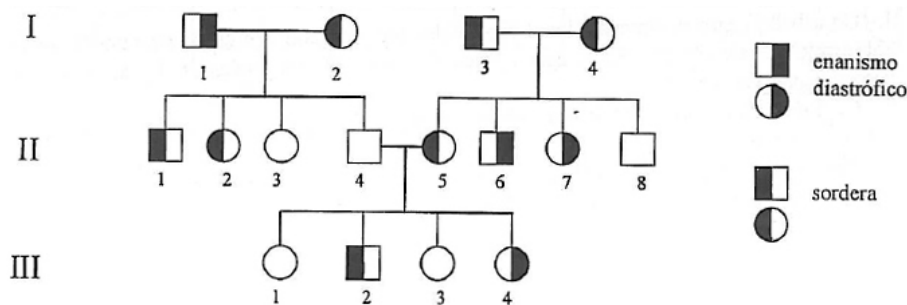 I
1 2 3 4
enanismo
diastrófico
II
1 2 3 4 5 6 7 8
sordera
III
1 2 3 4